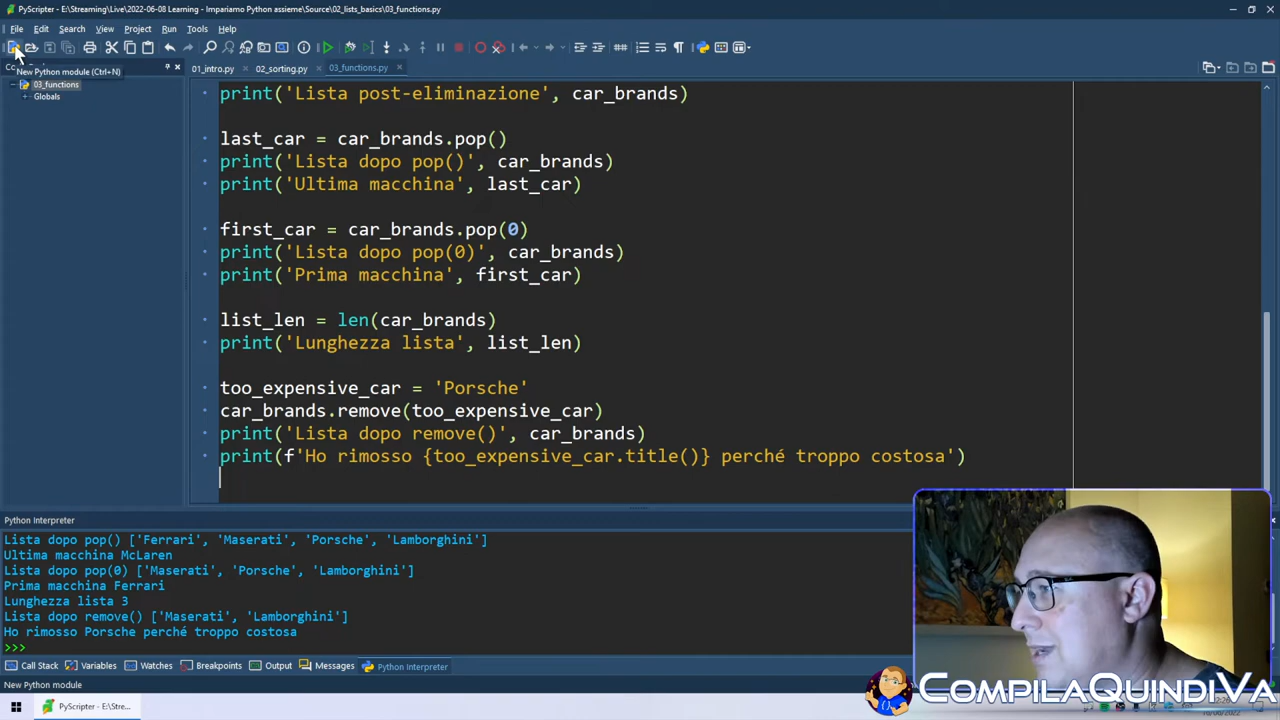 PyScripter - E:\Streaming\Live\2022-06-08 Learning - Impariamo Python assieme\Source\02_lists_basics\03_functions.py
File Edit Search View Project Run Tools Help
New Python module (Ctrl+N)
01_intro.py 02_sorting.py 03_functions.py
03_functions
Globals
print('Lista post-eliminazione', car_brands)
last_car = car_brands.pop()
print('Lista dopo pop()', car_brands)
print('Ultima macchina', last_car)
first_car = car_brands.pop(0)
print('Lista dopo pop(0)', car_brands)
print('Prima macchina', first_car)
list_len = len(car_brands)
print('Lunghezza lista', list_len)
too_expensive_car = 'Porsche'
car_brands.remove(too_expensive_car)
print('Lista dopo remove()', car_brands)
print(f'Ho rimosso {too_expensive_car.title()} perché troppo costosa')
Python Interpreter
Lista dopo pop() ['Ferrari', 'Maserati', 'Porsche', 'Lamborghini']
Ultima macchina McLaren
Lista dopo pop(0) ['Maserati', 'Porsche', 'Lamborghini']
Prima macchina Ferrari
Lunghezza lista 3
Lista dopo remove() ['Maserati', 'Lamborghini']
Ho rimosso Porsche perché troppo costosa
>>>
Call Stack Variables Watches Breakpoints Output Messages Python Interpreter
New Python module
PyScripter - E:\Stre...
COMPILAQUINDIVA